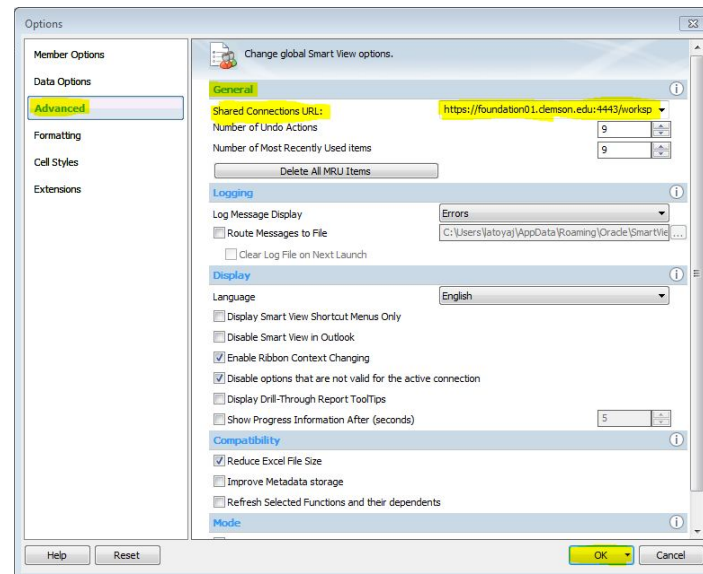 Options
Member Options
Data Options
Advanced
Formatting
Cell Styles
Extensions
Change global Smart View options.
General
Shared Connections URL: https://foundation01.clemson.edu:4443/worksp
Number of Undo Actions 9
Number of Most Recently Used items 9
Delete All MRU Items
Logging
Log Message Display Errors
Route Messages to File C:\Users\latoyaj\AppData\Roaming\Oracle\SmartVie ...
Clear Log File on Next Launch
Display
Language English
Display Smart View Shortcut Menus Only
Disable Smart View in Outlook
Enable Ribbon Context Changing
Disable options that are not valid for the active connection
Display Drill-Through Report ToolTips
Show Progress Information After (seconds) 5
Compatibility
Reduce Excel File Size
Improve Metadata storage
Refresh Selected Functions and their dependents
Mode
Help Reset OK Cancel